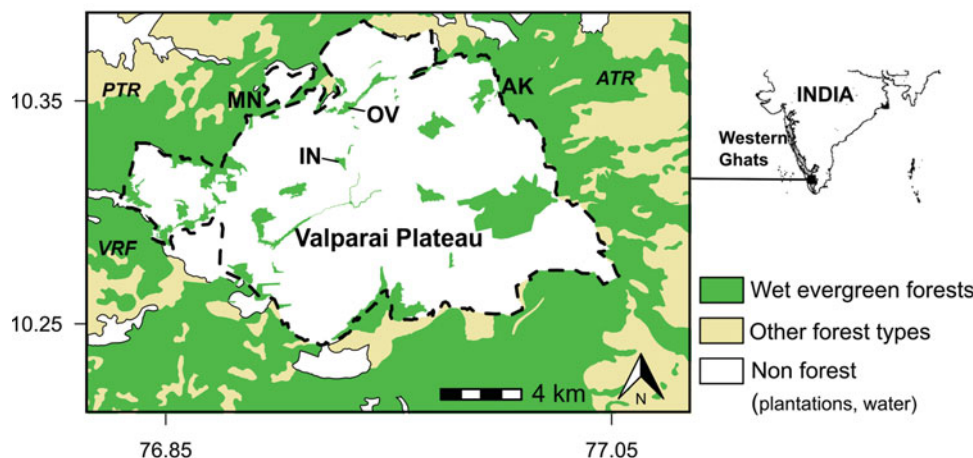 PTR
ATR
MN
AK
OV
IN
VRF
Valparai Plateau
10.35
10.25
76.85
77.05
4 km
N
INDIA
Western
Ghats
Wet evergreen forests
Other forest types
Non forest
(plantations, water)